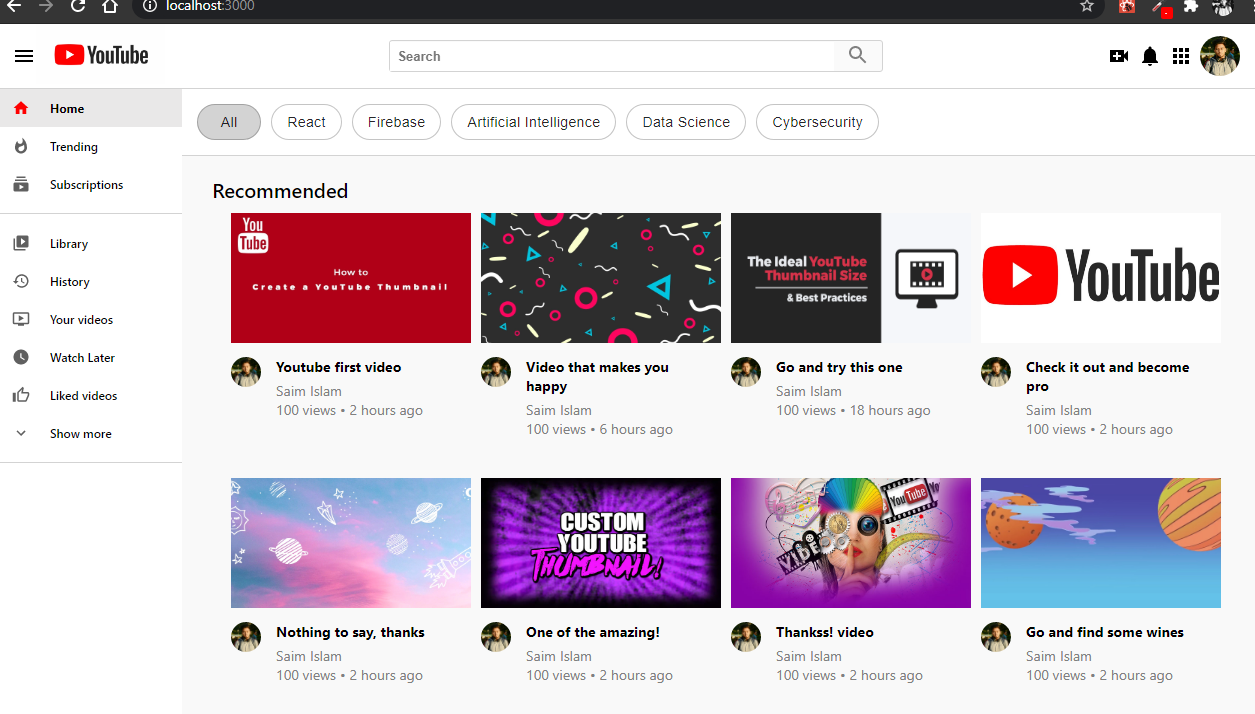 localhost:3000
YouTube
Search
Home
Trending
Subscriptions
Library
History
Your videos
Watch Later
Liked videos
Show more
All
React
Firebase
Artificial Intelligence
Data Science
Cybersecurity
Recommended
You
Tube
How to
Create a YouTube Thumbnail
The Ideal YouTube
Thumbnail Size
& Best Practices
YouTube
Youtube first video
Saim Islam
100 views • 2 hours ago
Video that makes you
happy
Saim Islam
100 views • 6 hours ago
Go and try this one
Saim Islam
100 views • 18 hours ago
Check it out and become
pro
Saim Islam
100 views • 2 hours ago
CUSTOM
YOUTUBE
THUMBNAIL!
VIDEO
YouTube
Nothing to say, thanks
Saim Islam
100 views • 2 hours ago
One of the amazing!
Saim Islam
100 views • 2 hours ago
Thankss! video
Saim Islam
100 views • 2 hours ago
Go and find some wines
Saim Islam
100 views • 2 hours ago